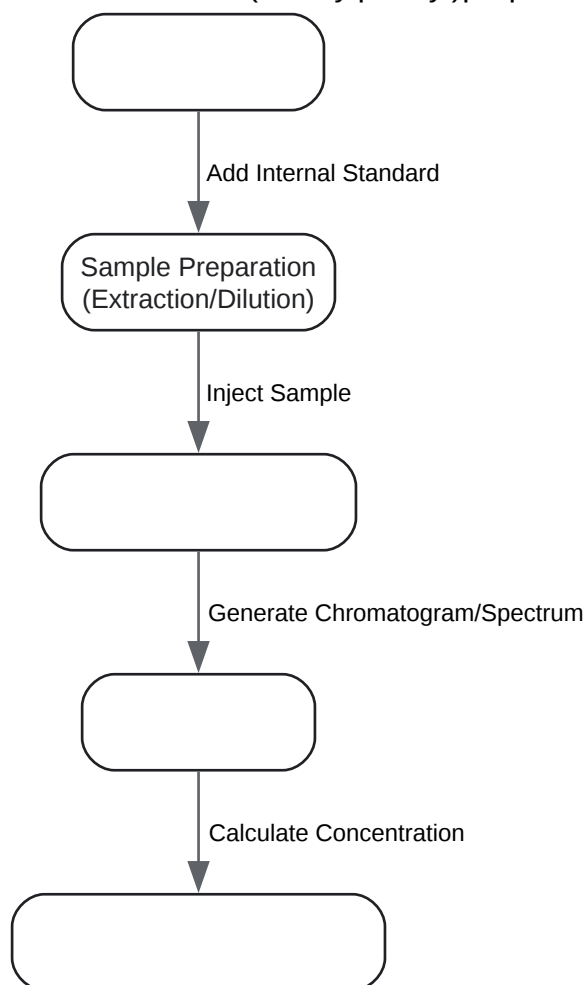 Add Internal Standard
Sample Preparation
(Extraction/Dilution)
Inject Sample
Generate Chromatogram/Spectrum
Calculate Concentration